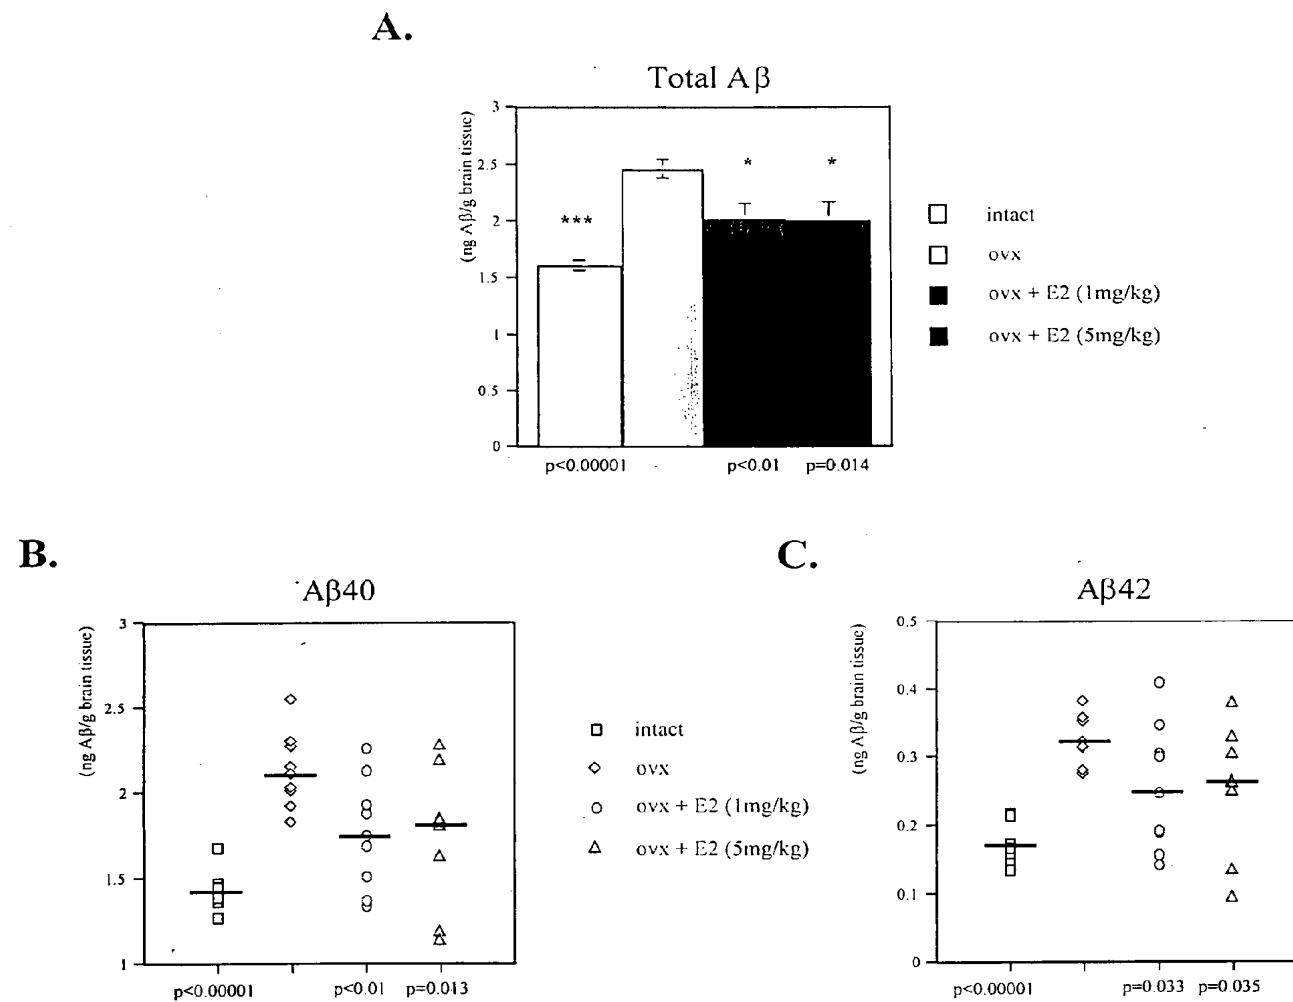 A.
Total Aβ
(ng Aβ/g brain tissue)
3
2.5
2
1.5
1
0.5
0
***
*
*
p<0.00001
p<0.01
p=0.014
intact
ovx
ovx + E2 (1mg/kg)
ovx + E2 (5mg/kg)
B.
Aβ40
(ng Aβ/g brain tissue)
3
2.5
2
1.5
1
p<0.00001
p<0.01
p=0.013
intact
ovx
ovx + E2 (1mg/kg)
ovx + E2 (5mg/kg)
C.
Aβ42
(ng Aβ/g brain tissue)
0.5
0.4
0.3
0.2
0.1
0
p<0.00001
p=0.033
p=0.035